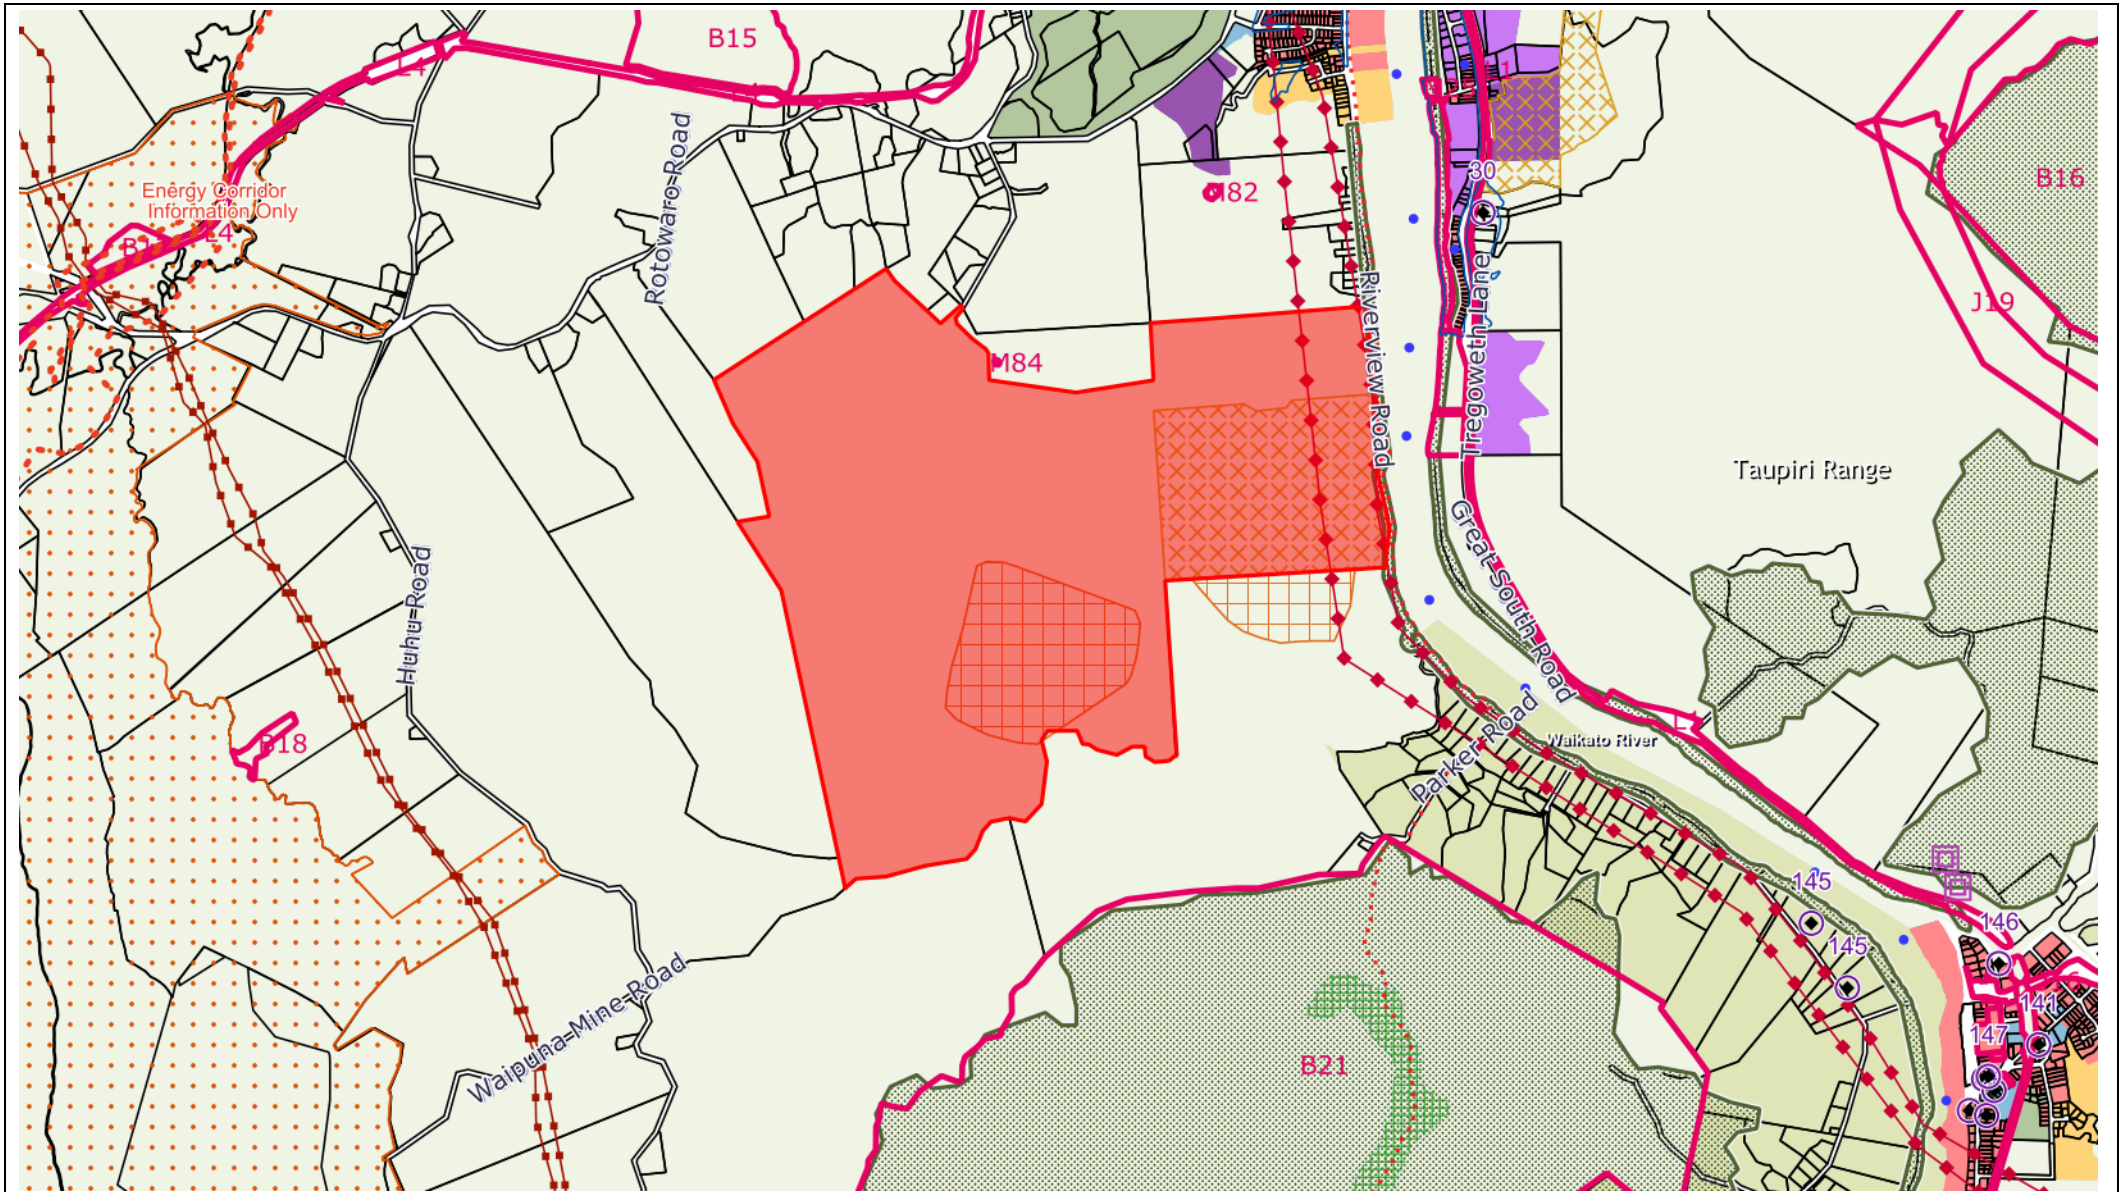 B15
L4
1
30
B16
Energy Corridor
Information Only
M82
L4
B1
Rotowaro Road
J19
M84
Riverview Road
Tregoweth Lane
Taupiri Range
Great South Road
Huhu Road
B18
L4
Waikato River
Parker Road
145
146
145
141
147
Waipuna Mine Road
B21